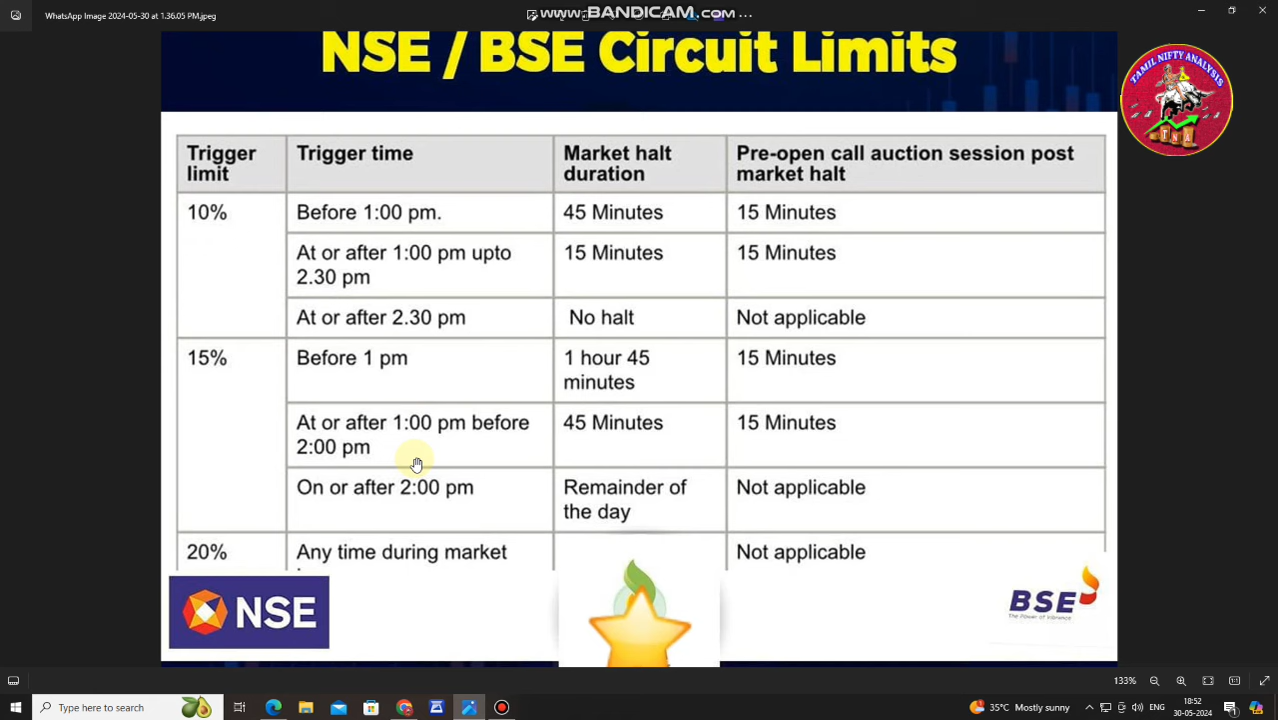 WhatsApp Image 2024-05-30 at 1.36.05 PM.jpeg
www.BANDICAM.com
NSE / BSE Circuit Limits
TAMIL NIFTY ANALYSIS
TNA
Trigger limit
Trigger time
Market halt duration
Pre-open call auction session post market halt
10%
Before 1:00 pm.
45 Minutes
15 Minutes
At or after 1:00 pm upto
2.30 pm
15 Minutes
15 Minutes
At or after 2.30 pm
No halt
Not applicable
15%
Before 1 pm
1 hour 45
minutes
15 Minutes
At or after 1:00 pm before
2:00 pm
45 Minutes
15 Minutes
On or after 2:00 pm
Remainder of
the day
Not applicable
20%
Any time during market
Not applicable
NSE
BSE
The Power of Vibrance
133%
Type here to search
35°C Mostly sunny
ENG
18:52
30-05-2024